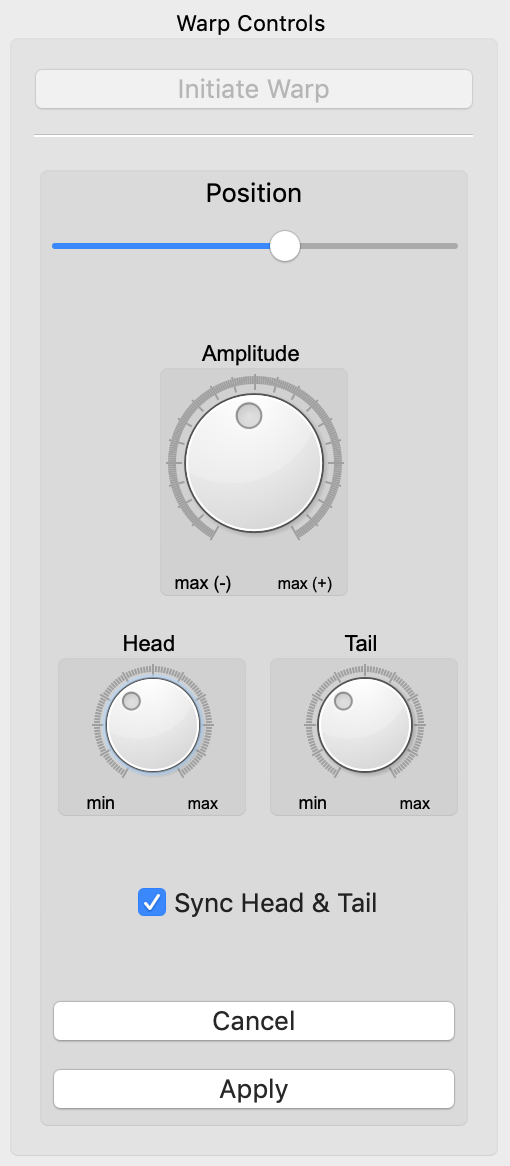 Warp Controls
Initiate Warp
Position
Amplitude
max (-) max (+)
Head Tail
min max min max
Sync Head & Tail
Cancel
Apply